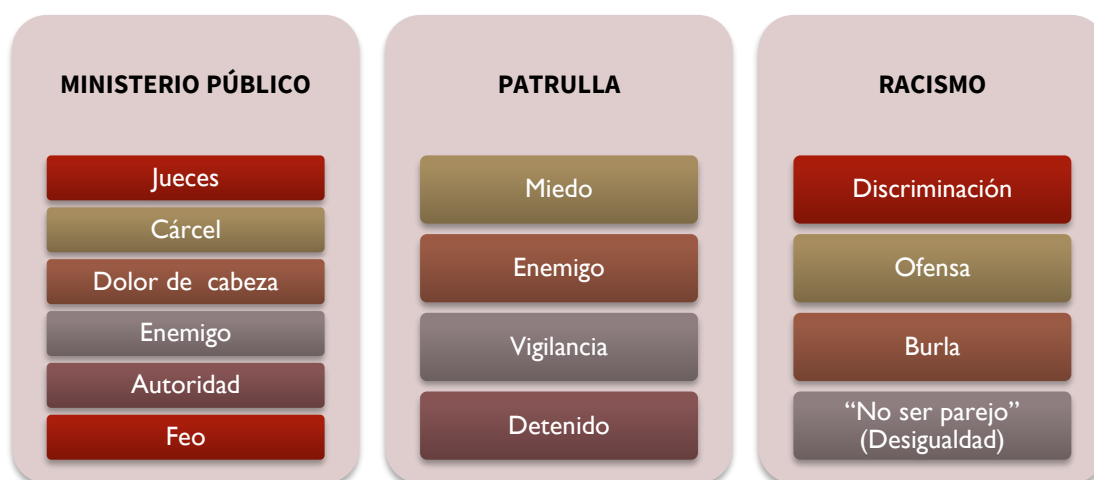 MINISTERIO PÚBLICO
Jueces
Cárcel
Dolor de cabeza
Enemigo
Autoridad
Feo
PATRULLA
Miedo
Enemigo
Vigilancia
Detenido
RACISMO
Discriminación
Ofensa
Burla
“No ser parejo”
(Desigualdad)